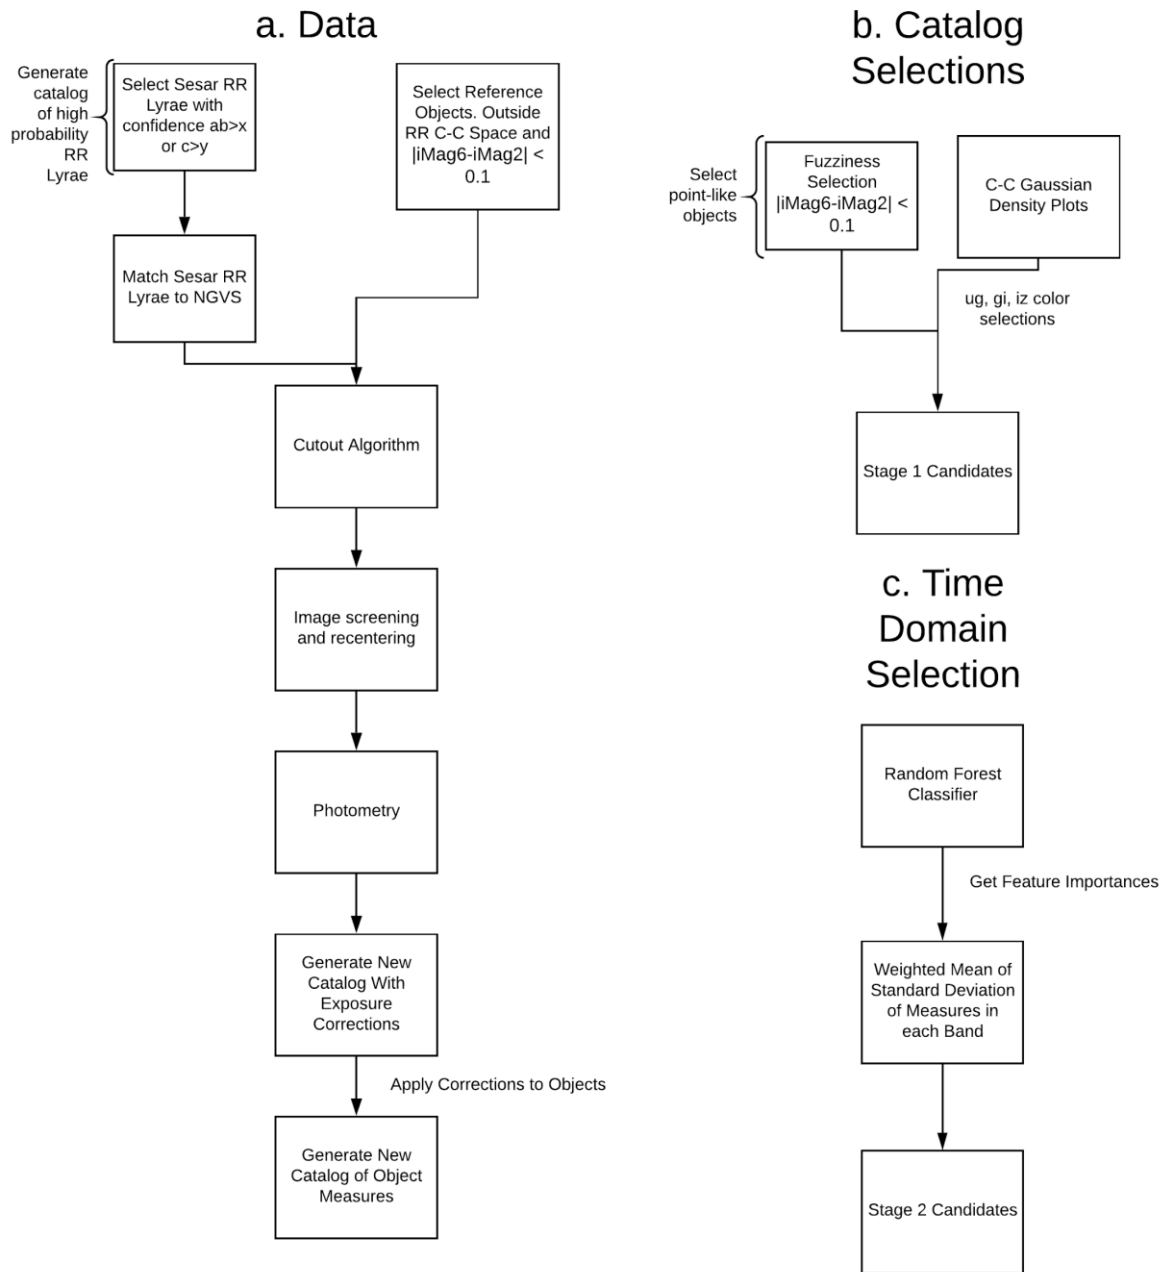 a. Data
Generate
catalog
of high
probability
RR
Lyrae
Select Sesar RR
Lyrae with
confidence ab>x
or c>y
Select Reference
Objects. Outside
RR C-C Space and
|iMag6-iMag2| <
0.1
Match Sesar RR
Lyrae to NGVS
Cutout Algorithm
Image screening
and recentering
Photometry
Generate New
Catalog With
Exposure
Corrections
Apply Corrections to Objects
Generate New
Catalog of Object
Measures
b. Catalog
Selections
Select
point-like
objects
Fuzziness
Selection
|iMag6-iMag2| <
0.1
C-C Gaussian
Density Plots
ug, gi, iz color
selections
Stage 1 Candidates
c. Time
Domain
Selection
Random Forest
Classifier
Get Feature Importances
Weighted Mean of
Standard Deviation
of Measures in
each Band
Stage 2 Candidates